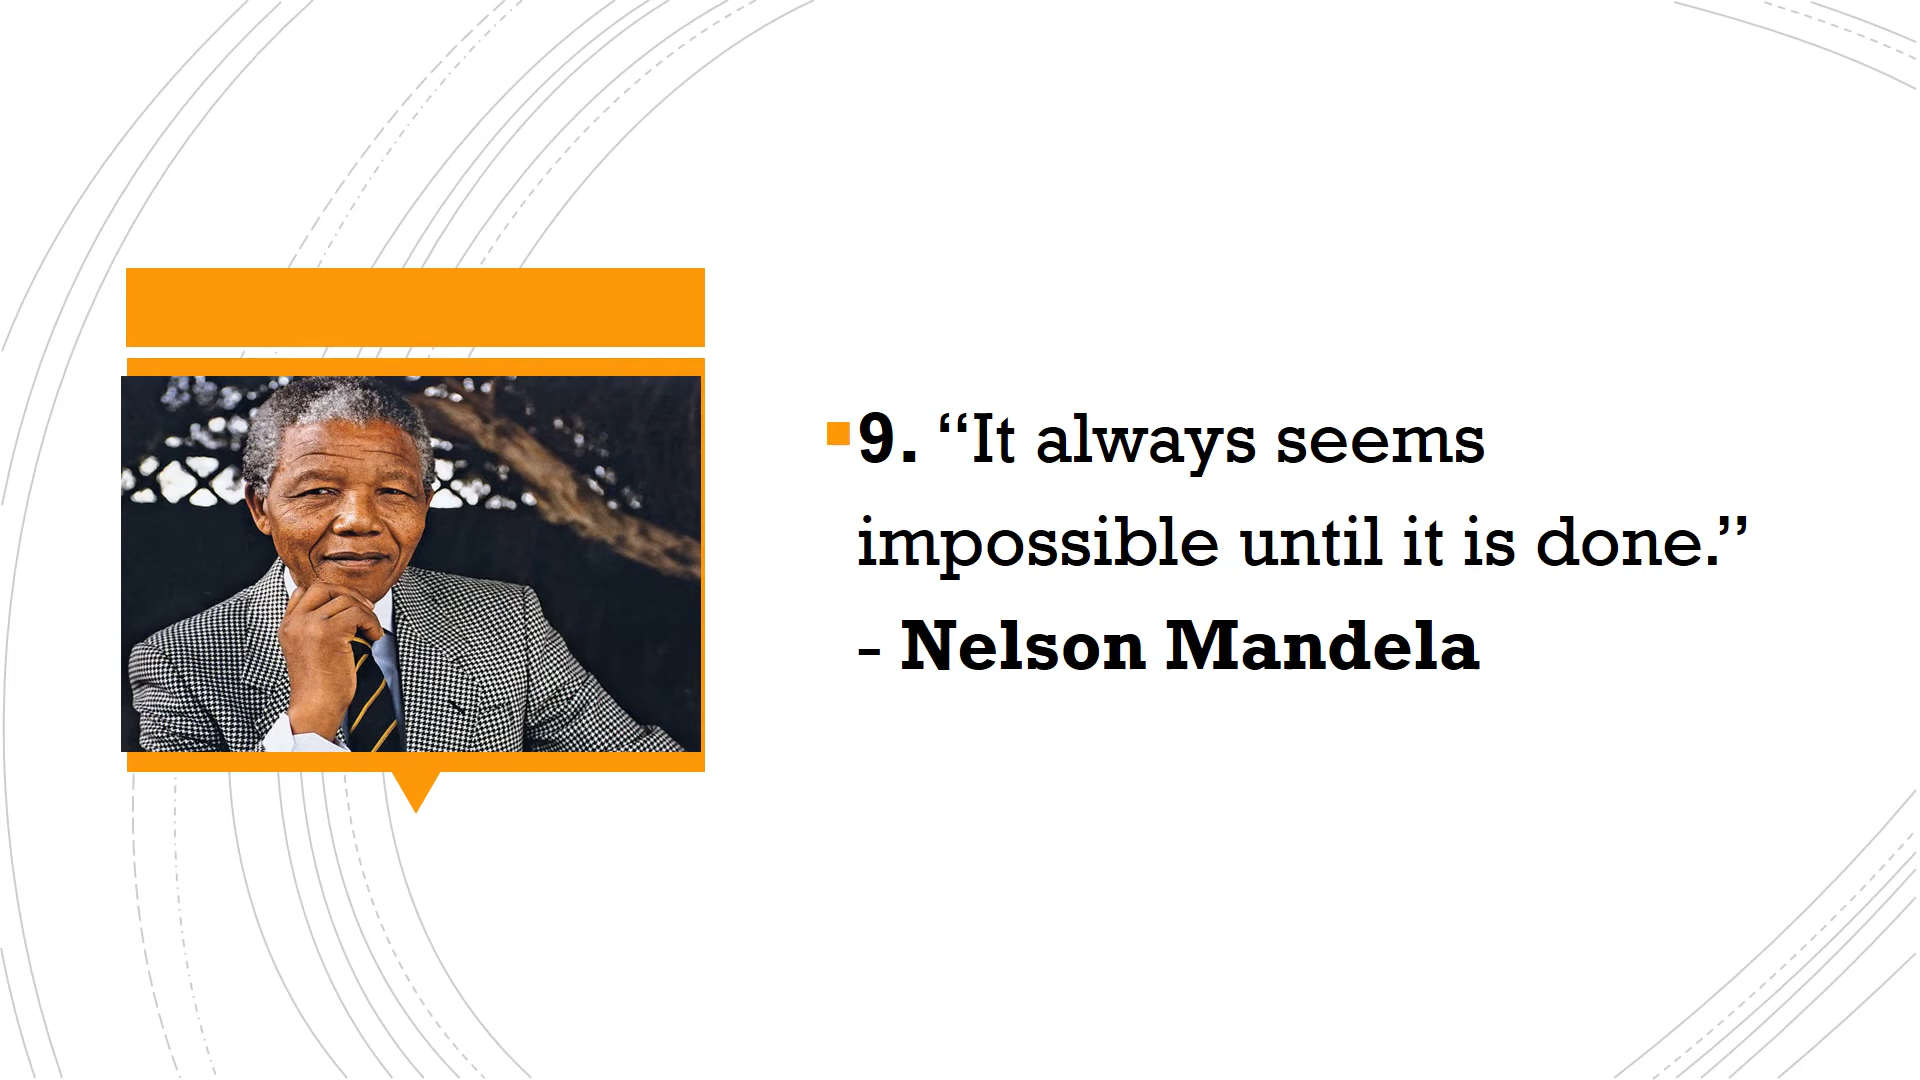 9. “It always seems
impossible until it is done.”
- Nelson Mandela